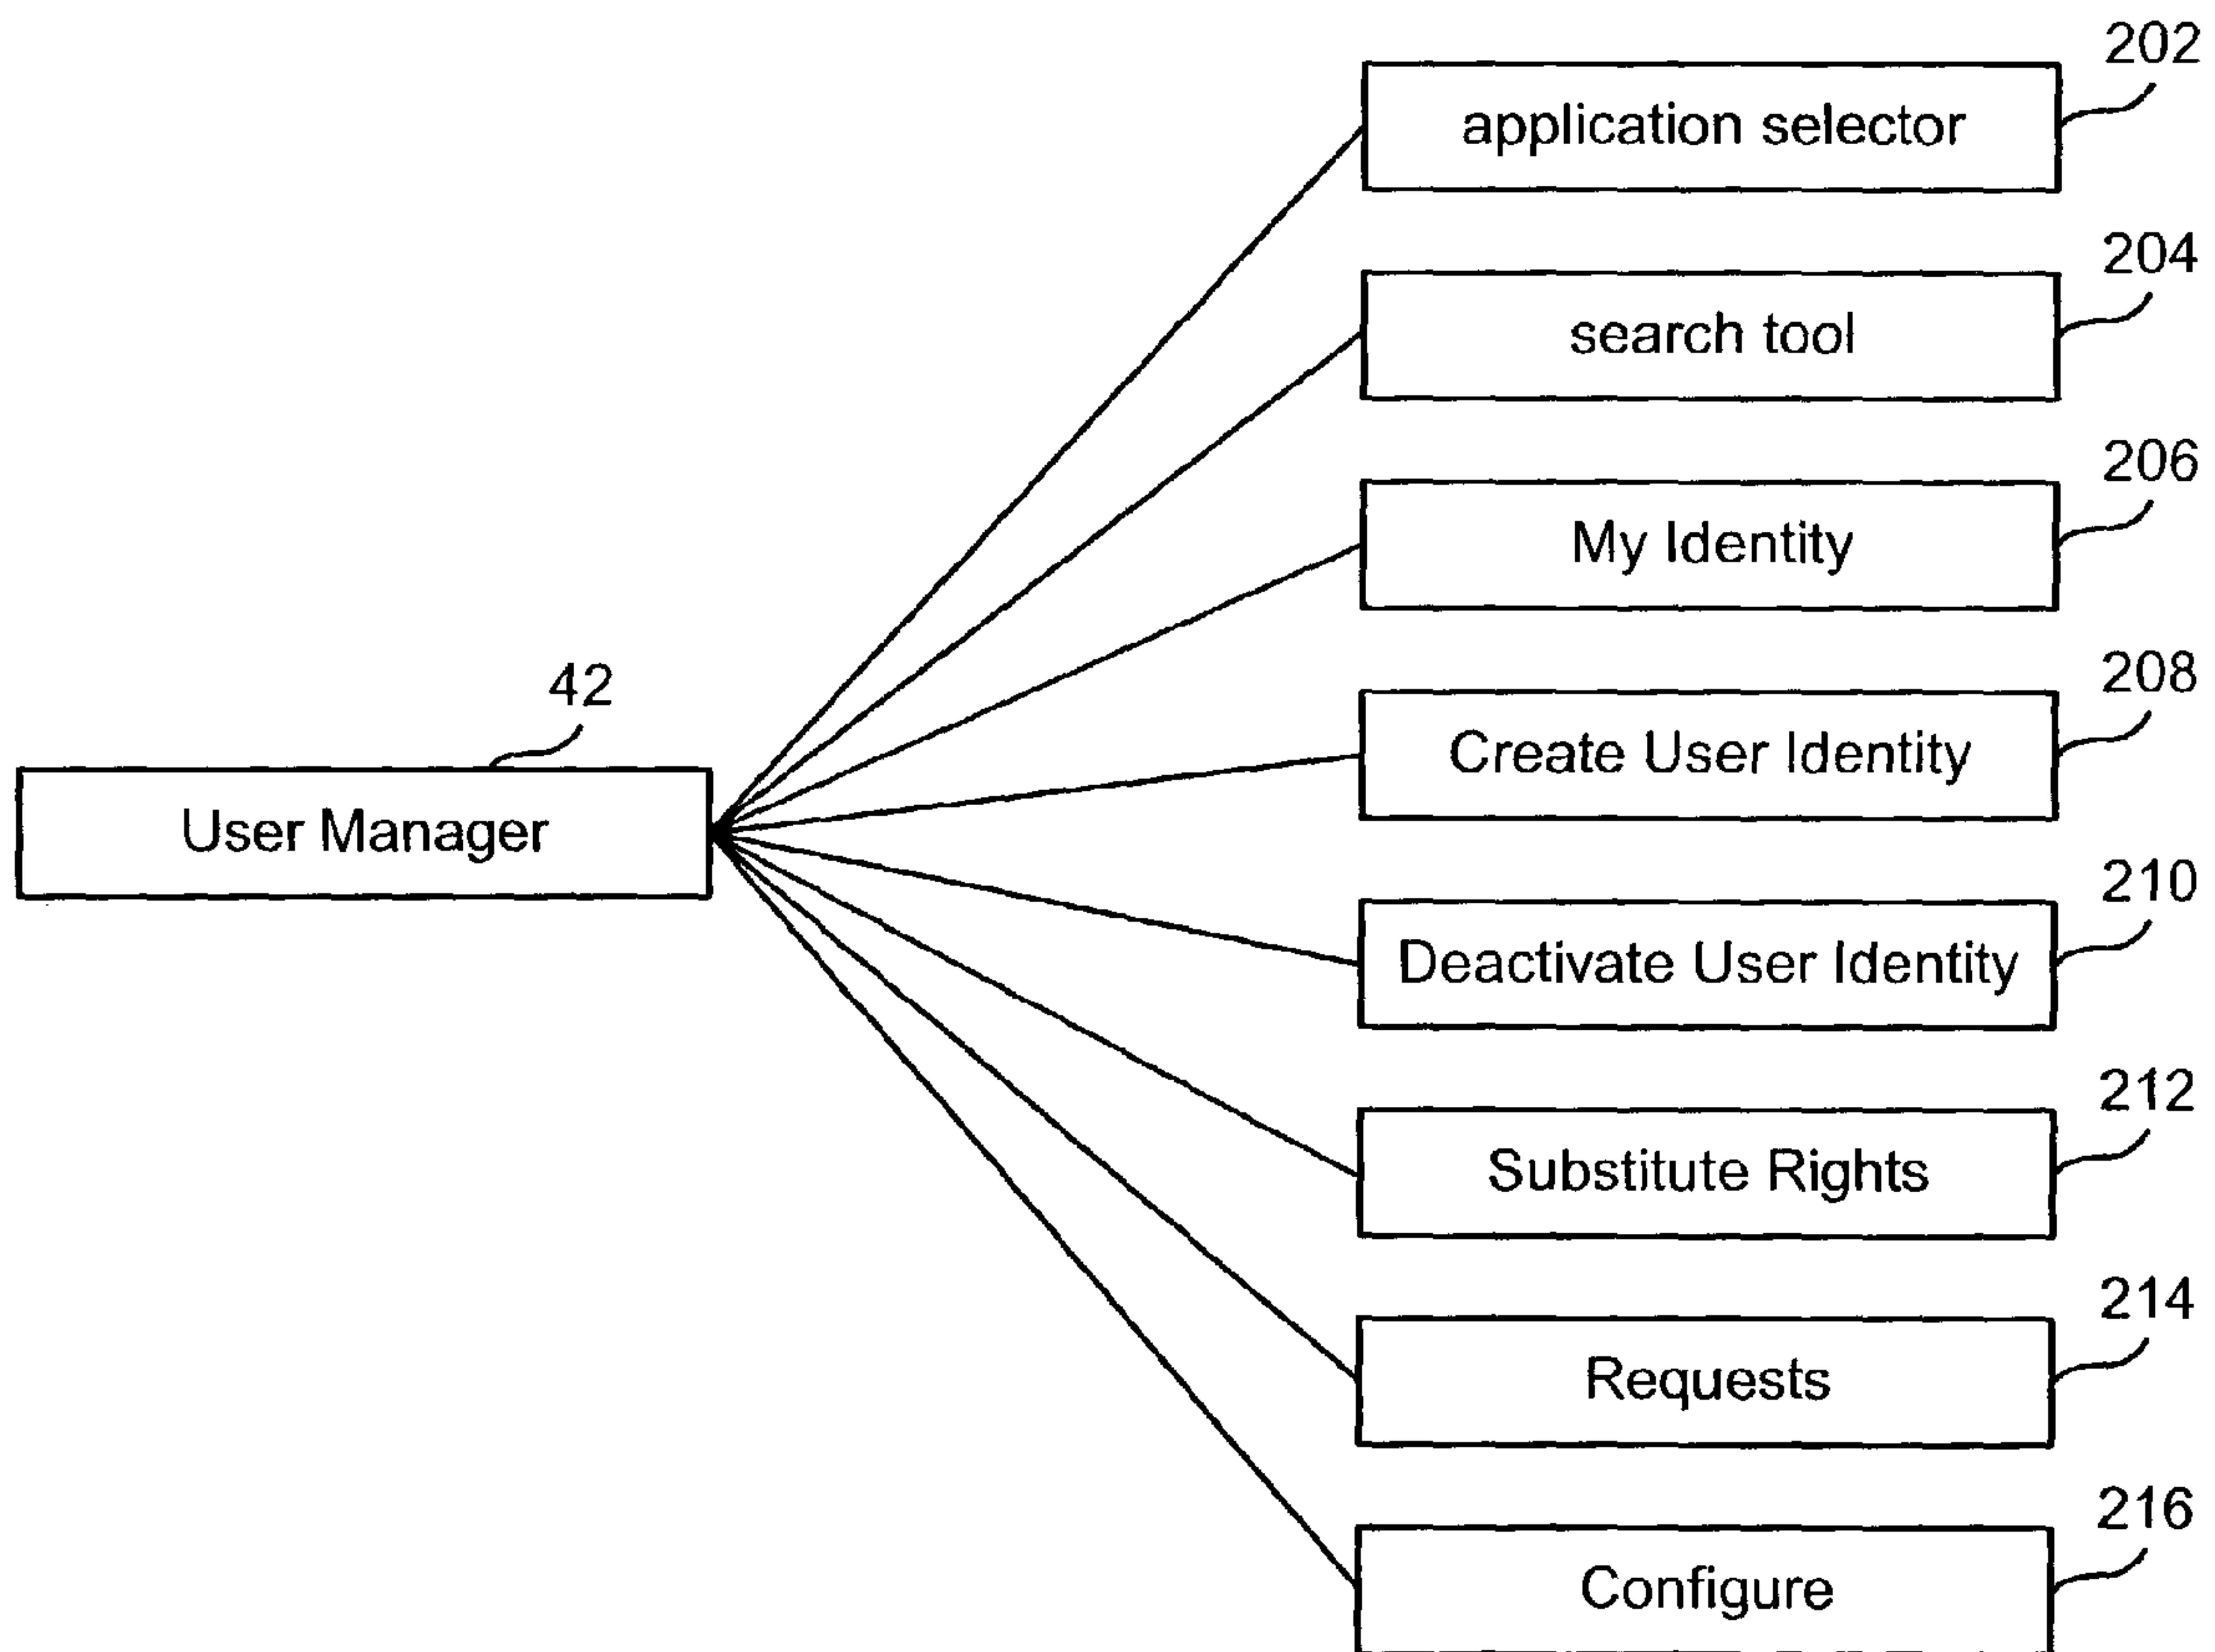 202
application selector
204
search tool
206
My Identity
208
Create User Identity
42
User Manager
210
Deactivate User Identity
212
Substitute Rights
214
Requests
216
Configure